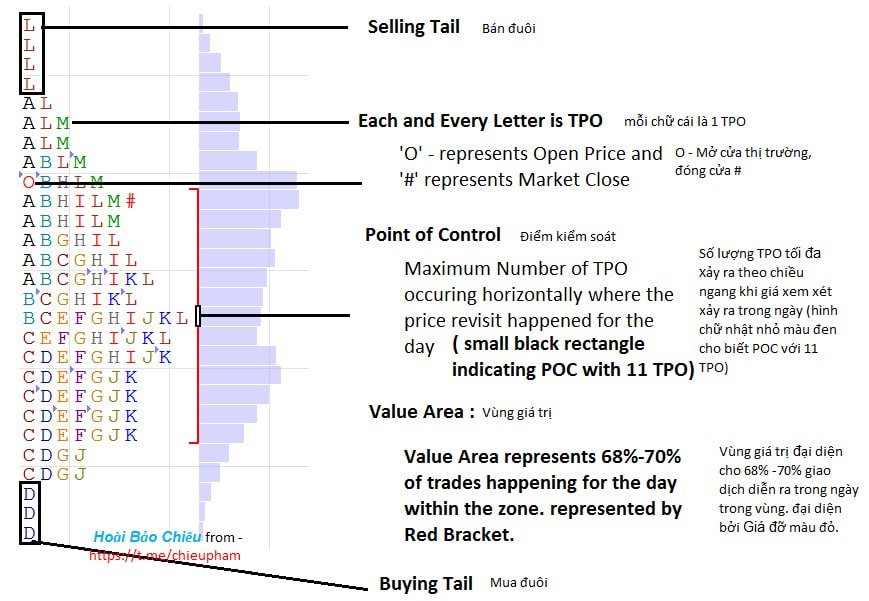 L
Selling Tail Bán đuôi
L
L
L
A L
A L M
Each and Every Letter is TPO mỗi chữ cái là 1 TPO
A L M
A B L M
'O' - represents Open Price and
'#' represents Market Close
O - Mở cửa thị trường,
đóng cửa #
O B H L M
A B H I L M #
A B H I L M
A B G H I L
Point of Control Điểm kiểm soát
A B C G H I L
A B C G H I K L
B C G H I K L
B C E F G H I J K L
C E F G H I J K L
C D E F G H I J K
Maximum Number of TPO
occuring horizontally where the
price revisit happened for the
day ( small black rectangle
indicating POC with 11 TPO)
Số lượng TPO tối đa
xảy ra theo chiều
ngang khi giá xem xét
xảy ra trong ngày (hình
chữ nhật nhỏ màu đen
cho biết POC với 11
TPO)
C D E F G J K
C D E F G J K
C D E F G J K
Value Area : Vùng giá trị
C D E F G J K
C D G J
C D G J
Value Area represents 68%-70%
of trades happening for the day
within the zone. represented by
Red Bracket.
Vùng giá trị đại diện
cho 68% -70% giao
dịch diễn ra trong ngày
trong vùng. đại diện
bởi Giá đỡ màu đỏ.
D
D
D
Hoài Bảo Chiêu from -
https://t.me/chieupham
Buying Tail Mua đuôi